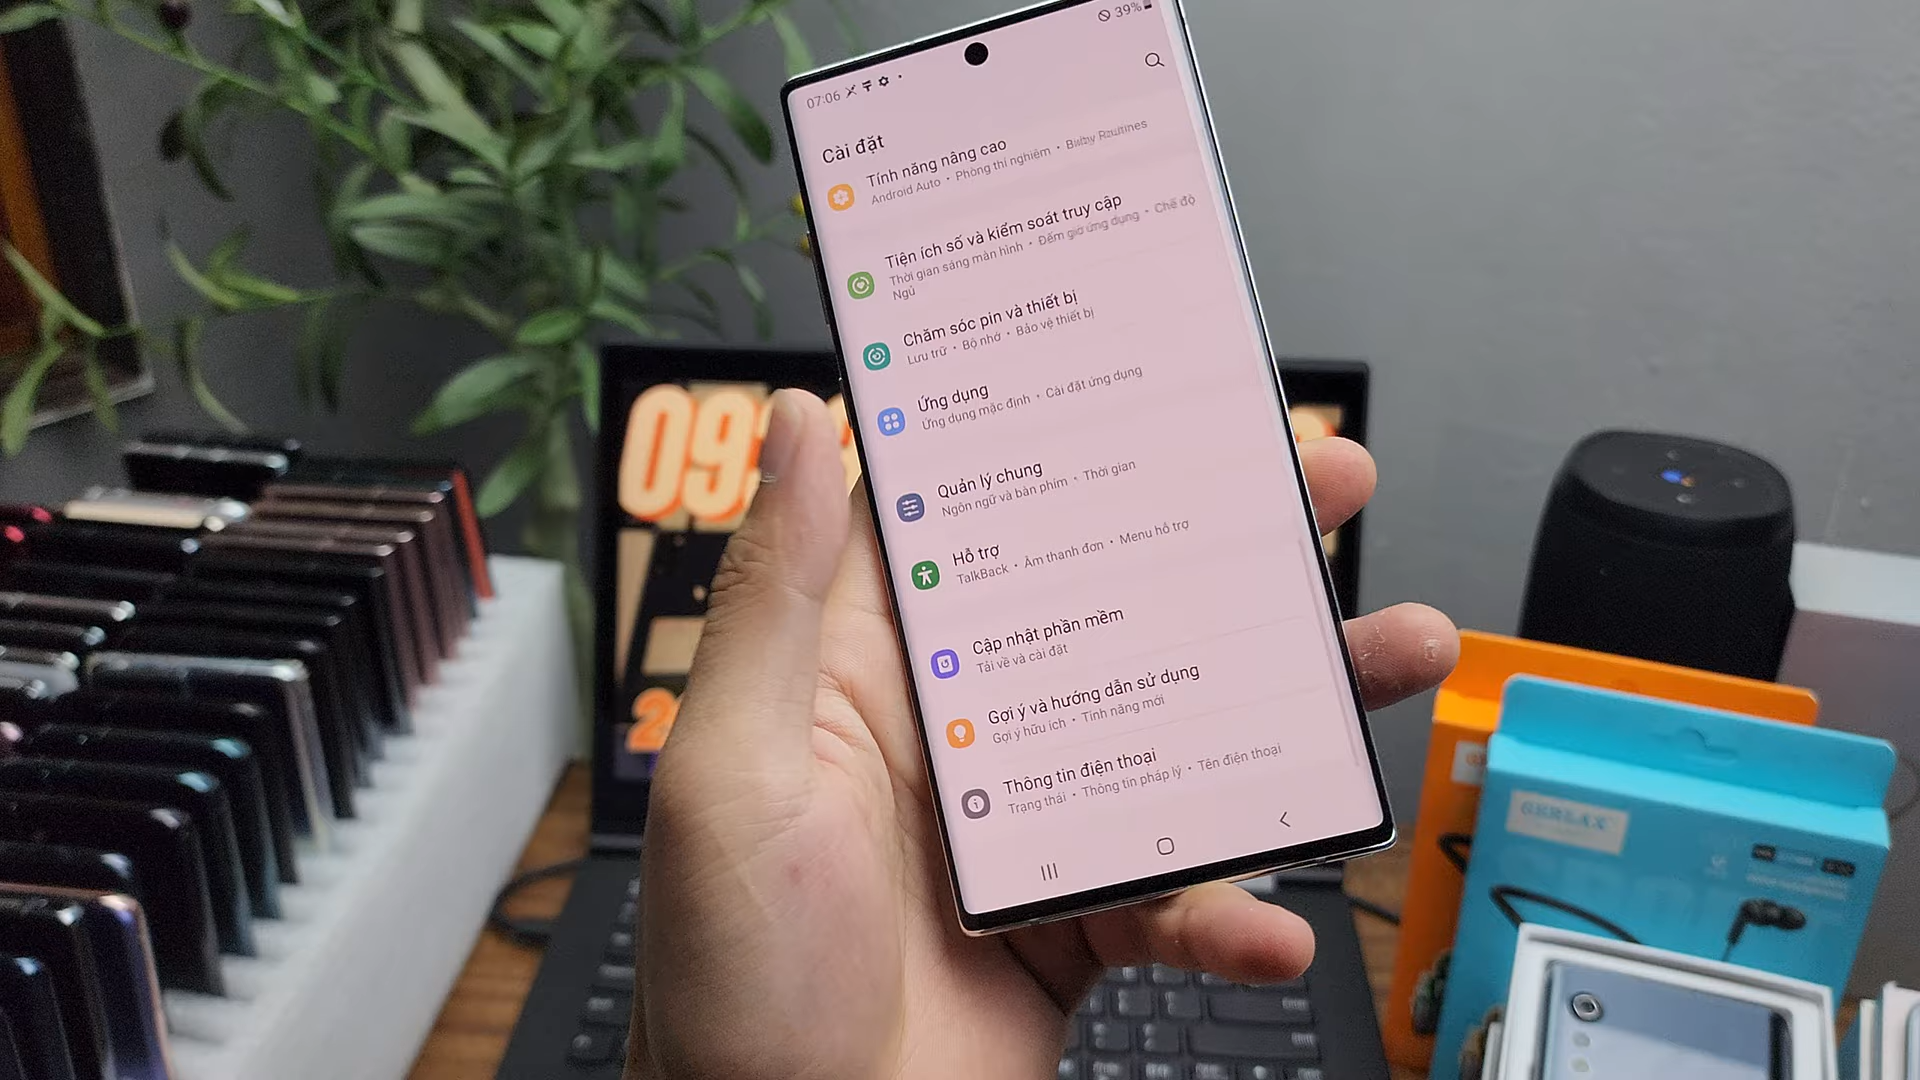 07:06
39%
Cài đặt
Tính năng nâng cao
Android Auto • Phòng thí nghiệm • Routines
Tiện ích số và kiểm soát truy cập
Thời gian sáng màn hình • Đếm giờ ứng dụng • Chế độ
Ngủ
Chăm sóc pin và thiết bị
Lưu trữ • Bộ nhớ • Bảo vệ thiết bị
Ứng dụng
Ứng dụng mặc định • Cài đặt ứng dụng
Quản lý chung
Ngôn ngữ và bàn phím • Thời gian
Hỗ trợ
TalkBack • Âm thanh đơn • Menu hỗ trợ
Cập nhật phần mềm
Tải về và cài đặt
Gợi ý và hướng dẫn sử dụng
Gợi ý hữu ích • Tính năng mới
Thông tin điện thoại
Trạng thái • Thông tin pháp lý • Tên điện thoại
09
GERLAX